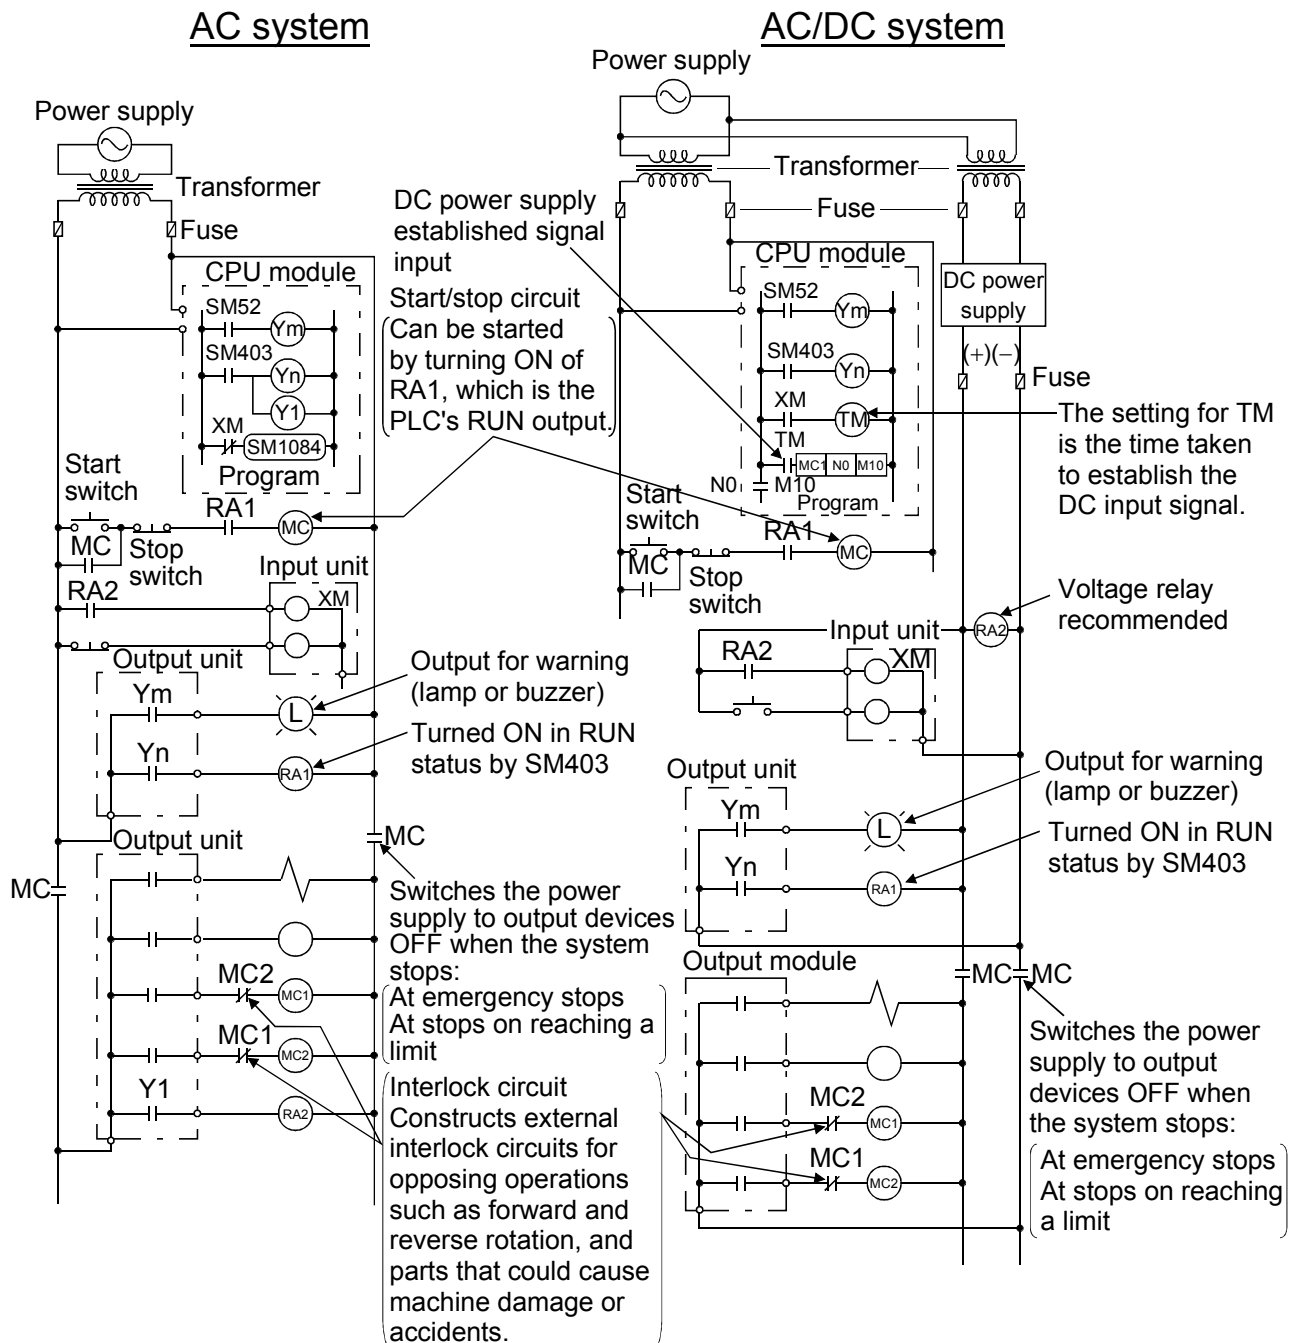 AC system
Power supply
Transformer
Fuse
CPU module
SM52
Ym
SM403
Yn
Y1
XM
SM1084
Program
Start
switch
RA1
MC
MC
Stop
switch
Input unit
RA2
XM
Output unit
Ym
L
Yn
RA1
Output unit
MC
MC
MC2
MC1
MC1
MC2
Y1
RA2
DC power supply
established signal
input
Start/stop circuit
Can be started
by turning ON of
RA1, which is the
PLC's RUN output.
Output for warning
(lamp or buzzer)
Turned ON in RUN
status by SM403
Switches the power
supply to output devices
OFF when the system
stops:
At emergency stops
At stops on reaching a
limit
Interlock circuit
Constructs external
interlock circuits for
opposing operations
such as forward and
reverse rotation, and
parts that could cause
machine damage or
accidents.
AC/DC system
Power supply
Transformer
Fuse
CPU module
SM52
Ym
SM403
Yn
XM
TM
TM
MC1 N0 M10
N0 M10
Program
DC power
supply
(+)(−)
Fuse
The setting for TM
is the time taken
to establish the
DC input signal.
Start
switch
RA1
MC
MC
Stop
switch
Voltage relay
recommended
RA2
Input unit
RA2
XM
Output unit
Ym
L
Yn
RA1
Output for warning
(lamp or buzzer)
Turned ON in RUN
status by SM403
Output module
MC MC
MC2
MC1
MC1
MC2
Switches the power
supply to output
devices OFF when
the system stops:
At emergency stops
At stops on reaching
a limit